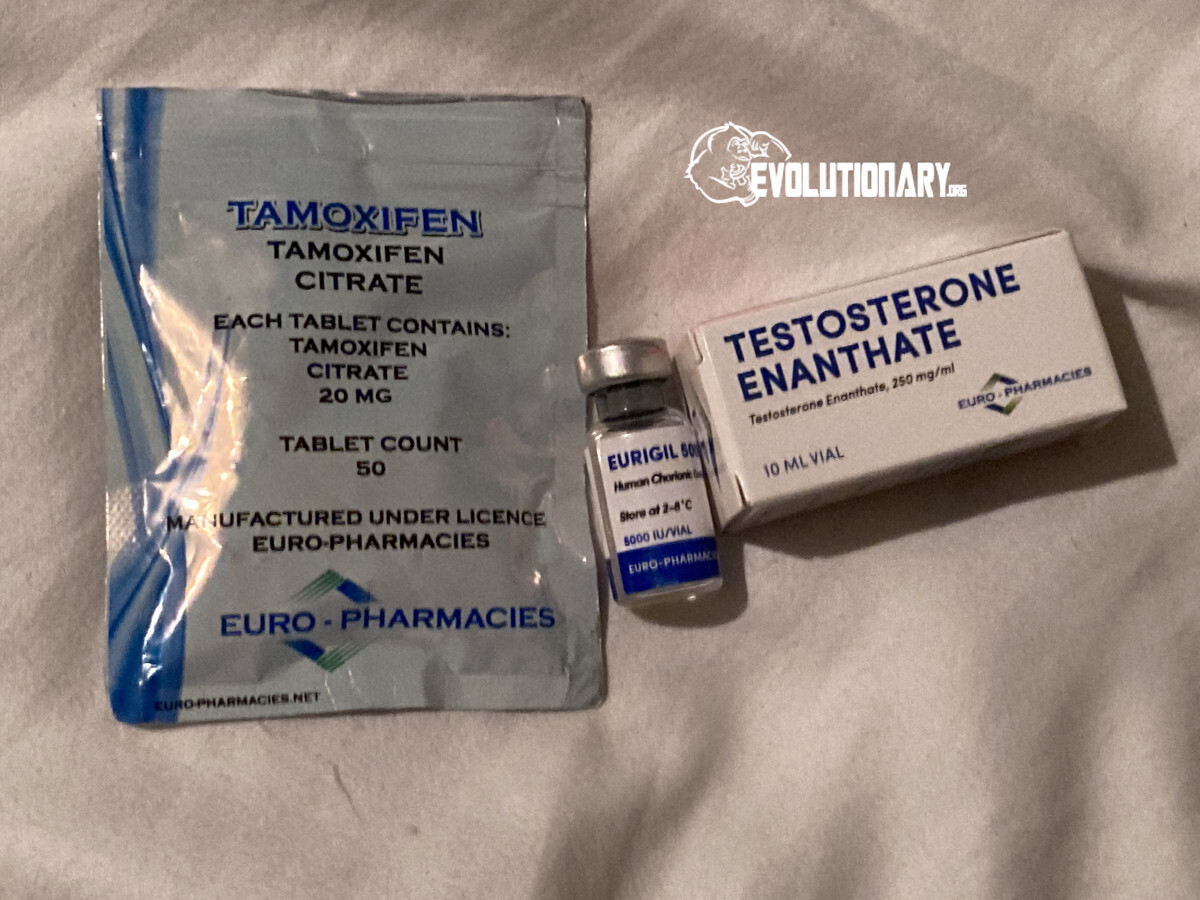 TAMOXIFEN
TAMOXIFEN
CITRATE
EACH TABLET CONTAINS:
TAMOXIFEN
CITRATE
20 MG
TABLET COUNT
50
MANUFACTURED UNDER LICENCE
EURO-PHARMACIES
EURO - PHARMACIES
EURO-PHARMACIES.NET
EURIGIL
Human Chorionic
Store at 2-8°C
5000 IU/VIAL
EURO-PHARMAC
EVOLUTIONARY.ORG
TESTOSTERONE
ENANTHATE
Testosterone Enanthate, 250 mg/ml
EURO - PHARMACIES
10 ML VIAL